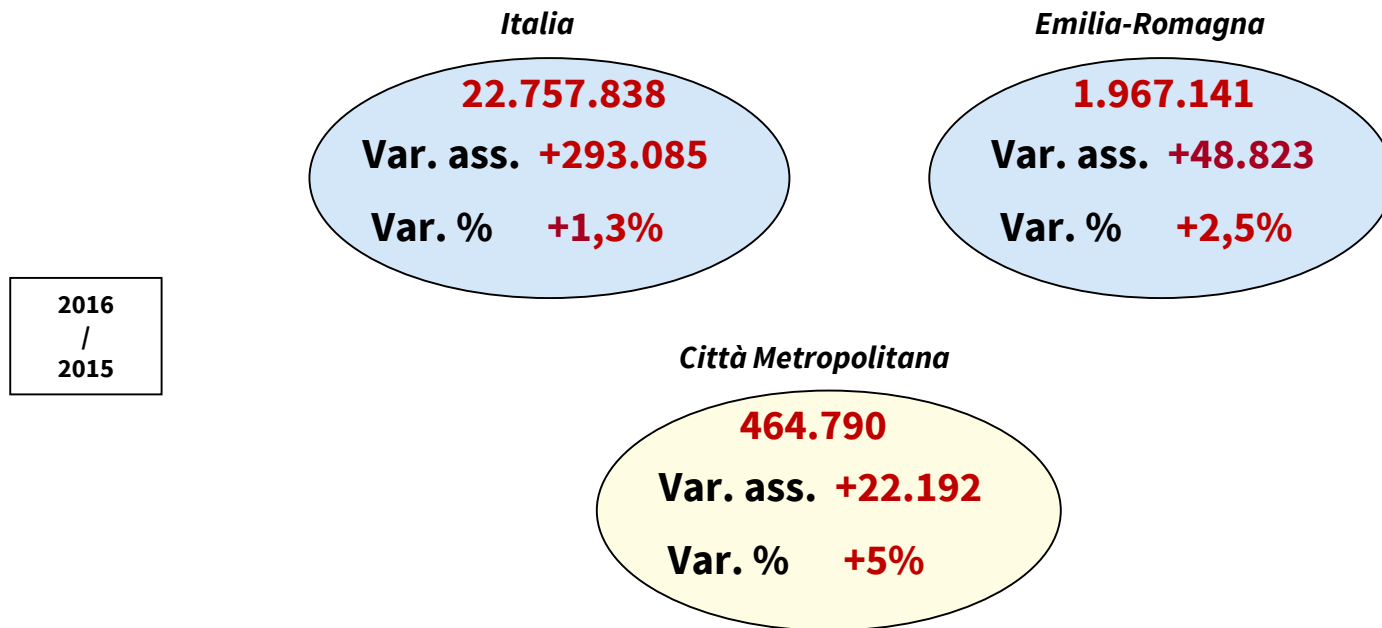 Italia
22.757.838
Var. ass. +293.085
Var. % +1,3%
Emilia-Romagna
1.967.141
Var. ass. +48.823
Var. % +2,5%
2016
/
2015
Città Metropolitana
464.790
Var. ass. +22.192
Var. % +5%